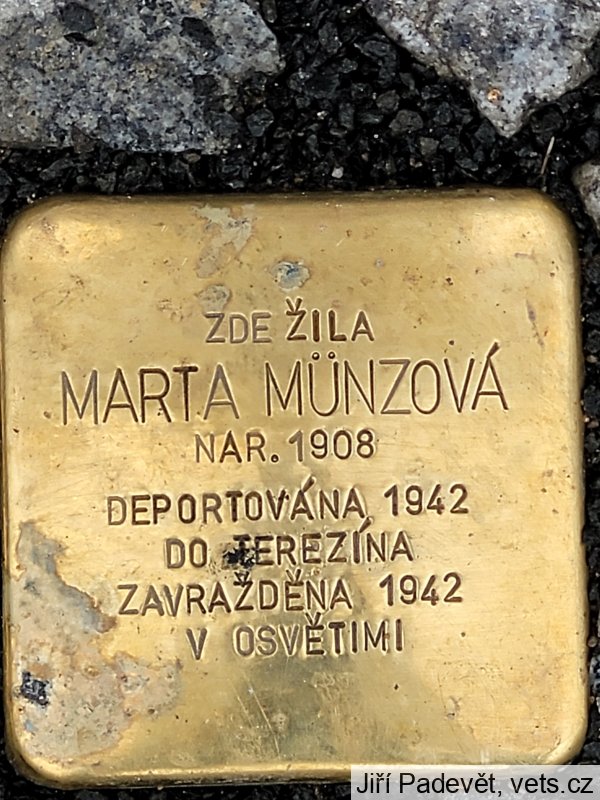 ZDE ŽILA
MARTA MÜNZOVÁ
NAR. 1908
DEPORTOVÁNA 1942
DO TEREZÍNA
ZAVRAŽDĚNA 1942
V OSVĚTIMI
Jiří Padevět, vets.cz